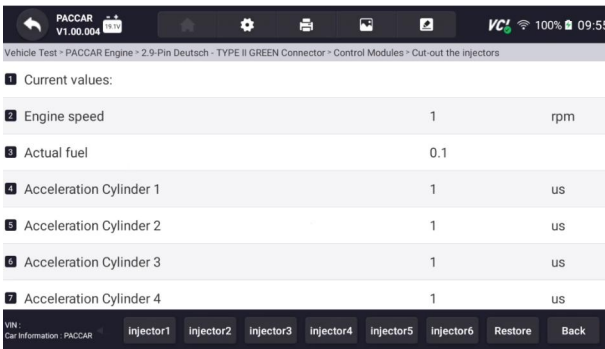 PACCAR
V1.00.004
19.1V
VCI 100% 09:55
Vehicle Test > PACCAR Engine > 2.9-Pin Deutsch - TYPE II GREEN Connector > Control Modules > Cut-out the injectors
1 Current values:
2 Engine speed 1 rpm
3 Actual fuel 0.1
4 Acceleration Cylinder 1 1 us
5 Acceleration Cylinder 2 1 us
6 Acceleration Cylinder 3 1 us
7 Acceleration Cylinder 4 1 us
VIN :
Car Information : PACCAR
injector1 injector2 injector3 injector4 injector5 injector6 Restore Back